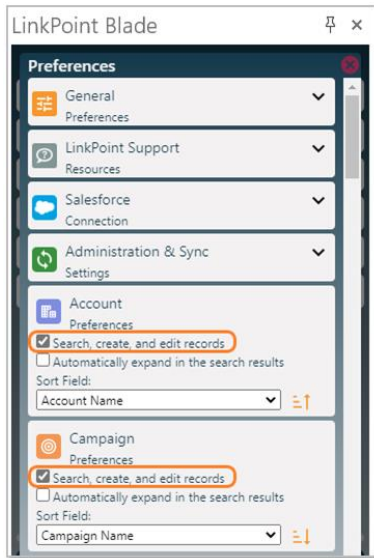 LinkPoint Blade
Preferences
General
Preferences
LinkPoint Support
Resources
Salesforce
Connection
Administration & Sync
Settings
Account
Preferences
Search, create, and edit records
Automatically expand in the search results
Sort Field:
Account Name
Campaign
Preferences
Search, create, and edit records
Automatically expand in the search results
Sort Field:
Campaign Name